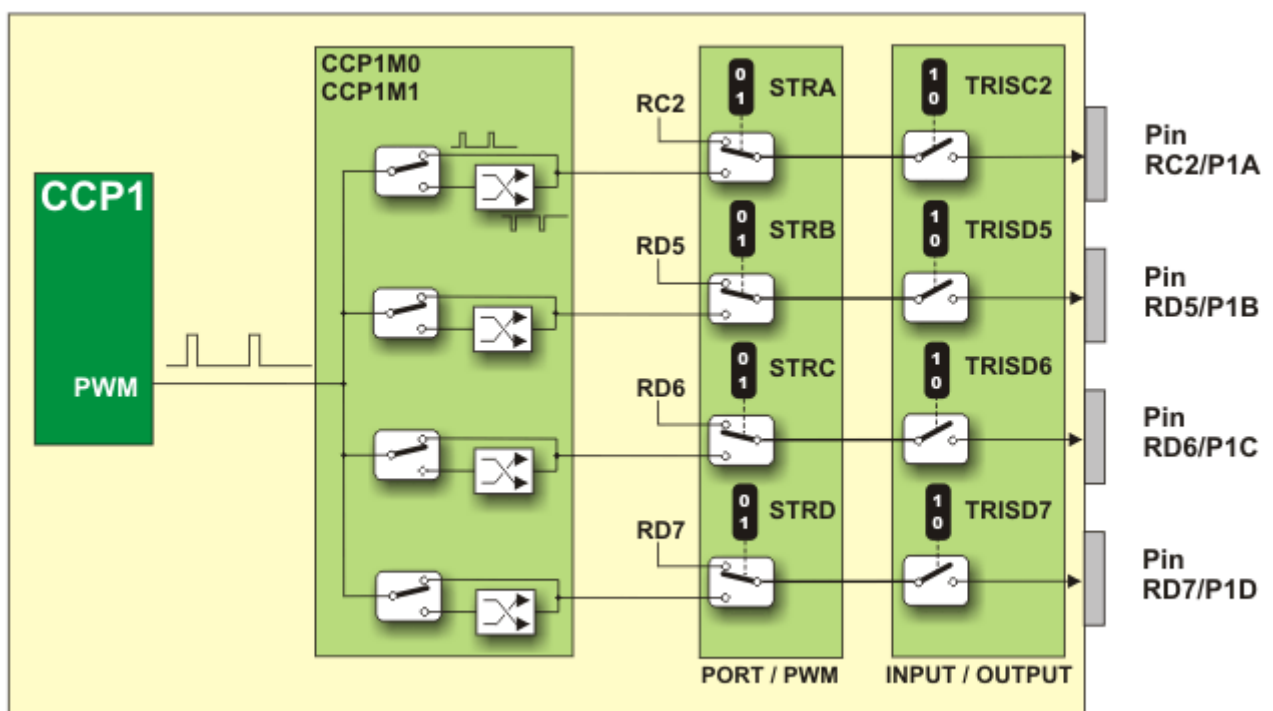 CCP1M0
CCP1M1
0
1
STRA
1
0
TRISC2
RC2
Pin
RC2/P1A
CCP1
PWM
0
1
STRB
1
0
TRISD5
RD5
Pin
RD5/P1B
0
1
STRC
1
0
TRISD6
RD6
Pin
RD6/P1C
0
1
STRD
1
0
TRISD7
RD7
Pin
RD7/P1D
PORT / PWM
INPUT / OUTPUT